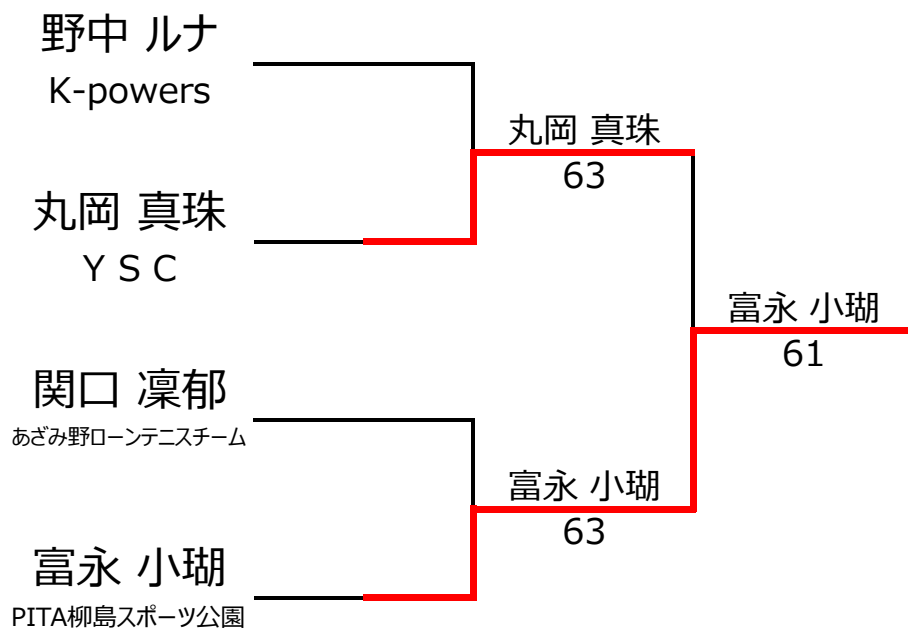 野中 ルナ
K-powers
丸岡 真珠
63
丸岡 真珠
Y S C
富永 小瑚
61
関口 凜郁
あざみ野ローンテニスチーム
富永 小瑚
63
富永 小瑚
PITA柳島スポーツ公園